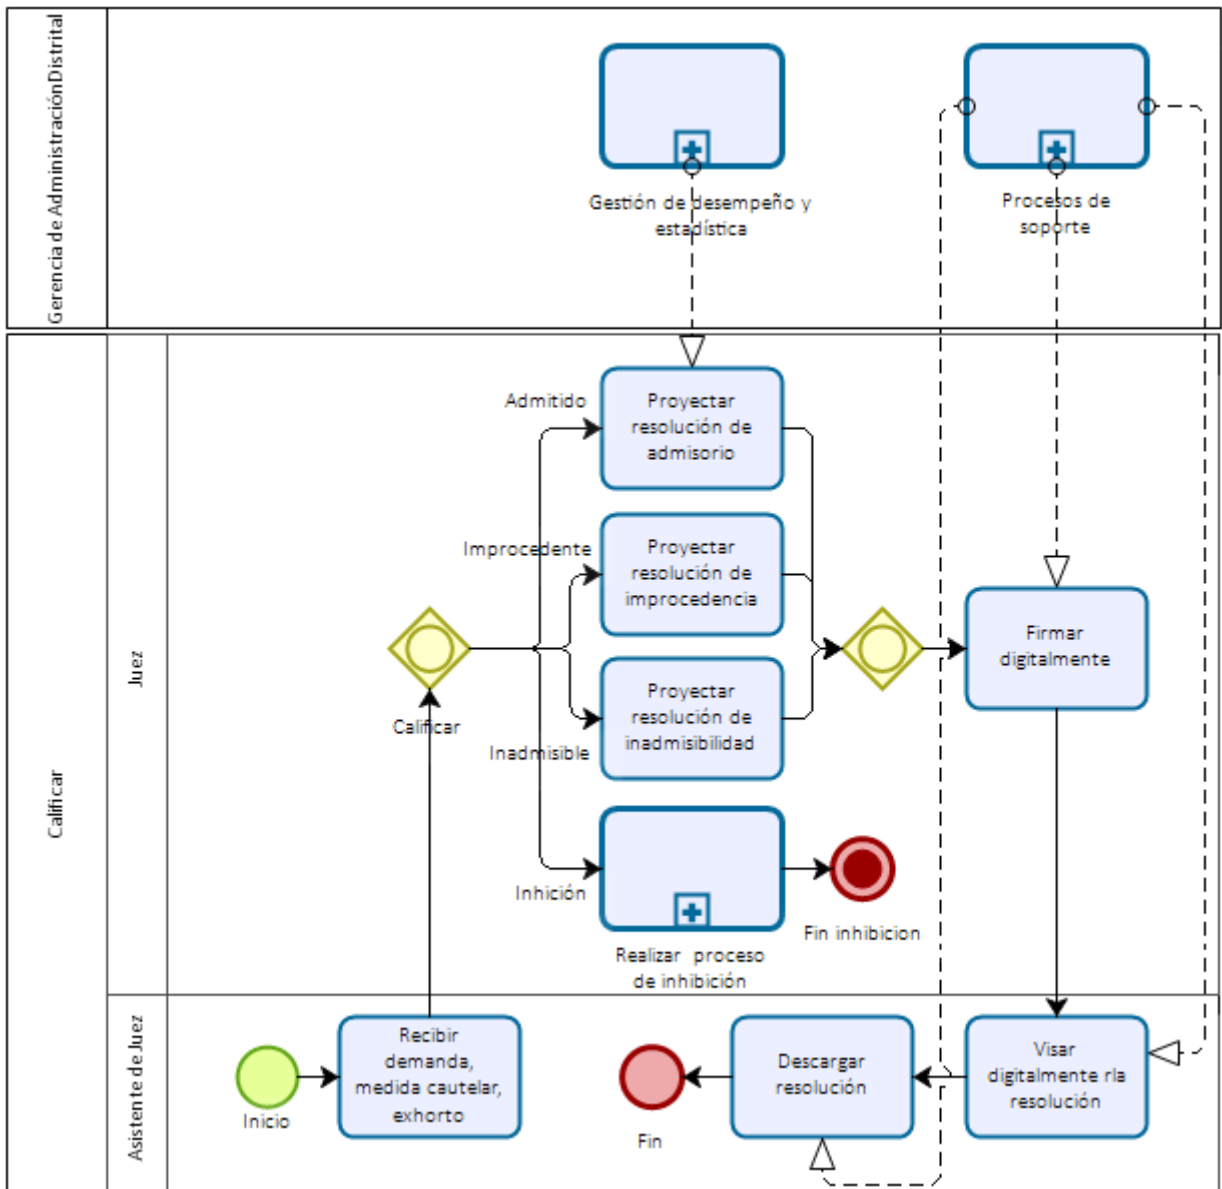 Gerencia de AdministraciónDistrital
Gestión de desempeño y
estadística
Procesos de
soporte
Calificar
Juez
Admitido
Proyectar
resolución de
admisorio
Improcedente
Proyectar
resolución de
improcedencia
Calificar
Inadmisible
Proyectar
resolución de
inadmisibilidad
Firmar
digitalmente
Inhición
Realizar proceso
de inhibición
Fin inhibicion
Asistente de Juez
Inicio
Recibir
demanda,
medida cautelar,
exhorto
Fin
Descargar
resolución
Visar
digitalmente rla
resolución